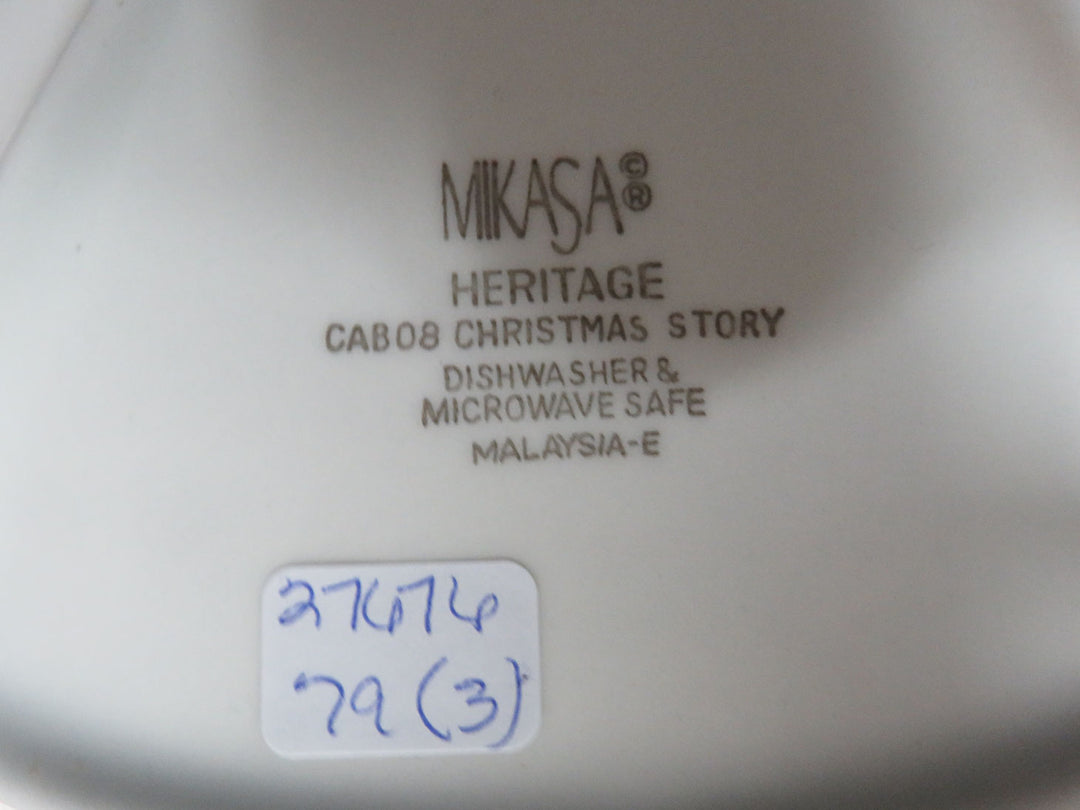 MIKASA©®
HERITAGE
CAB08 CHRISTMAS STORY
DISHWASHER &
MICROWAVE SAFE
MALAYSIA-E
27676
79 (3)